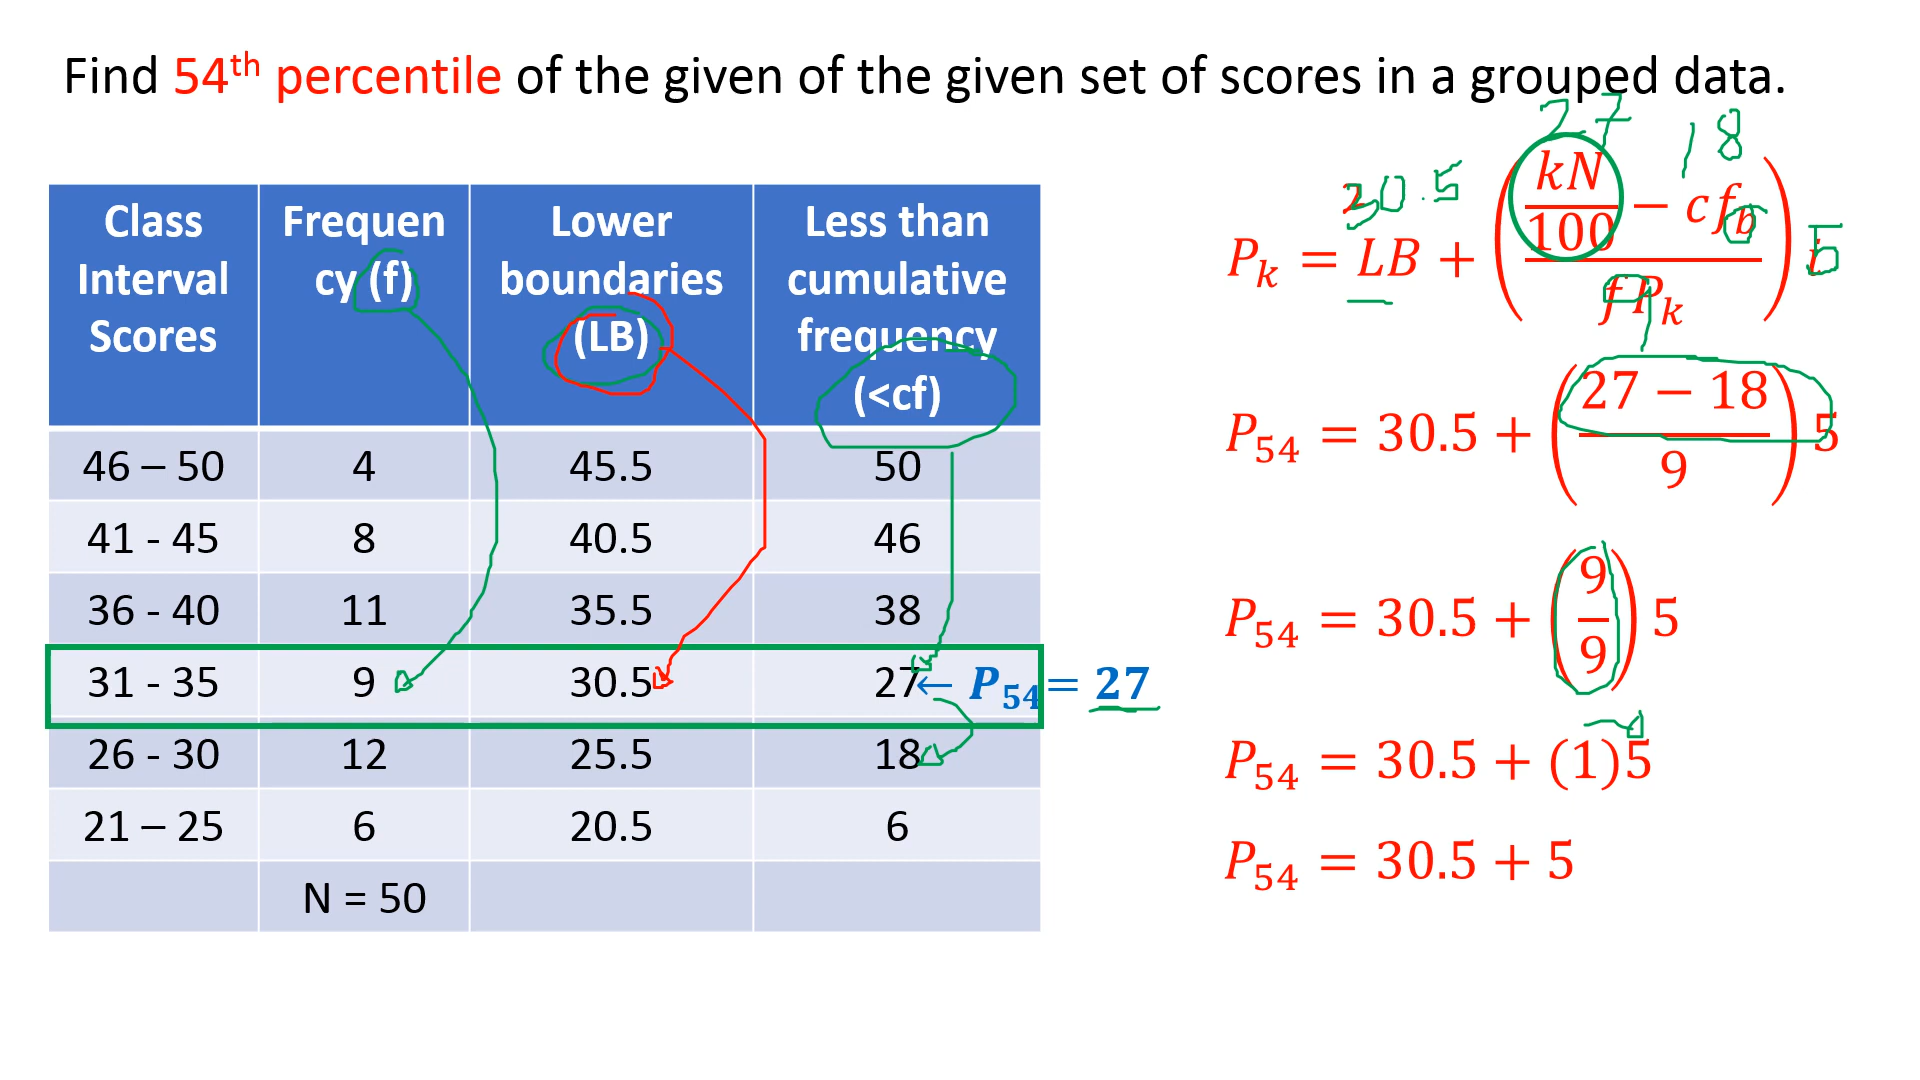 Find 54th percentile of the given of the given set of scores in a grouped data.
Class Interval Scores | Frequency (f) | Lower boundaries (LB) | Less than cumulative frequency (<cf)
46 – 50 | 4 | 45.5 | 50
41 - 45 | 8 | 40.5 | 46
36 - 40 | 11 | 35.5 | 38
31 - 35 | 9 | 30.5 | 27 ← P54 = 27
26 - 30 | 12 | 25.5 | 18
21 – 25 | 6 | 20.5 | 6
N = 50
27 18
30.5 5
Pk = LB + ((kN/100 − cfb) / fPk) i
P54 = 30.5 + ((27 − 18) / 9) 5
P54 = 30.5 + (9/9) 5
P54 = 30.5 + (1)5
P54 = 30.5 + 5